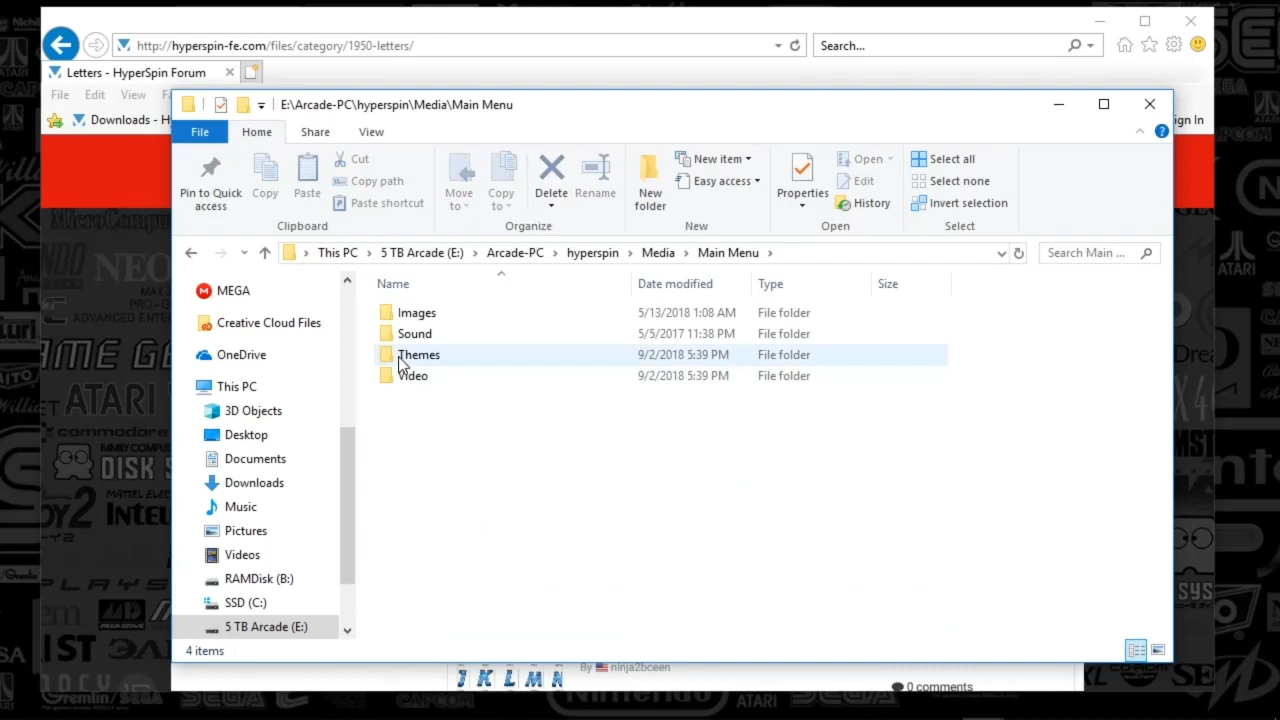 http://hyperspin-fe.com/files/category/1950-letters/
Search...
Letters - HyperSpin Forum
File Edit View
Downloads - H
ign In
E:\Arcade-PC\hyperspin\Media\Main Menu
File Home Share View
Pin to Quick access
Copy
Paste
Cut
Copy path
Paste shortcut
Clipboard
Move to
Copy to
Delete
Rename
Organize
New folder
New item
Easy access
New
Properties
Open
Edit
History
Open
Select all
Select none
Invert selection
Select
This PC > 5 TB Arcade (E:) > Arcade-PC > hyperspin > Media > Main Menu >
Search Main ...
Name Date modified Type Size
Images 5/13/2018 1:08 AM File folder
Sound 5/5/2017 11:38 PM File folder
Themes 9/2/2018 5:39 PM File folder
Video 9/2/2018 5:39 PM File folder
MEGA
Creative Cloud Files
OneDrive
This PC
3D Objects
Desktop
Documents
Downloads
Music
Pictures
Videos
RAMDisk (B:)
SSD (C:)
5 TB Arcade (E:)
4 items
J K L M N
By ninja2bceen
0 comments
ATARI
SEGA
Nintendo
CAPCOM